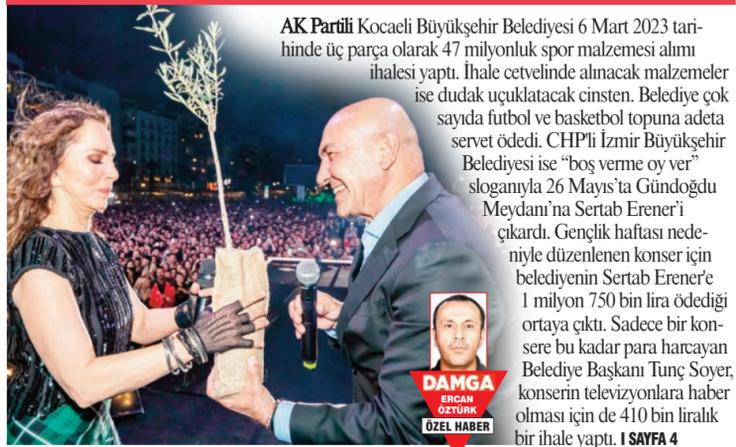 AK Partili Kocaeli Büyükşehir Belediyesi 6 Mart 2023 tari-
hinde üç parça olarak 47 milyonluk spor malzemesi alımı
ihalesi yaptı. İhale cetvelinde alınacak malzemeler
ise dudak uçuklatacak cinsten. Belediye çok
sayıda futbol ve basketbol topuna adeta
servet ödedi. CHP'li İzmir Büyükşehir
Belediyesi ise “boş verme oy ver”
sloganıyla 26 Mayıs’ta Gündoğdu
Meydanı’na Sertab Erener’i
çıkardı. Gençlik haftası nede-
niyle düzenlenen konser için
belediyenin Sertab Erener'e
1 milyon 750 bin lira ödediği
ortaya çıktı. Sadece bir kon-
sere bu kadar para harcayan
Belediye Başkanı Tunç Soyer,
konserin televizyonlara haber
olması için de 410 bin liralık
bir ihale yaptı. I SAYFA 4
DAMGA
ERCAN
ÖZTÜRK
ÖZEL HABER